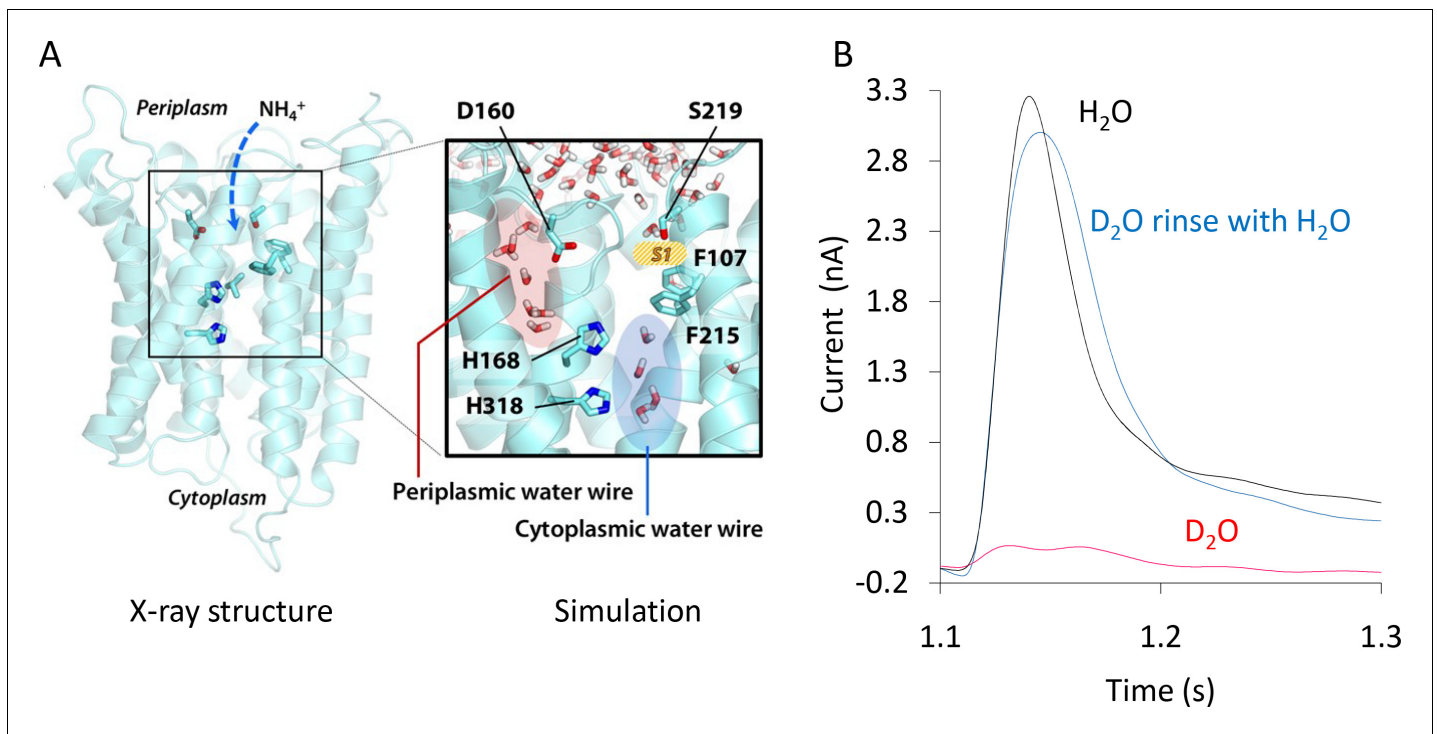 A
Periplasm
NH₄⁺
Cytoplasm
X-ray structure
D160
S219
S1
F107
F215
H168
H318
Periplasmic water wire
Cytoplasmic water wire
Simulation
B
3.3
2.8
2.3
1.8
1.3
0.8
0.3
-0.2
Current (nA)
H₂O
D₂O rinse with H₂O
D₂O
1.1
1.2
1.3
Time (s)